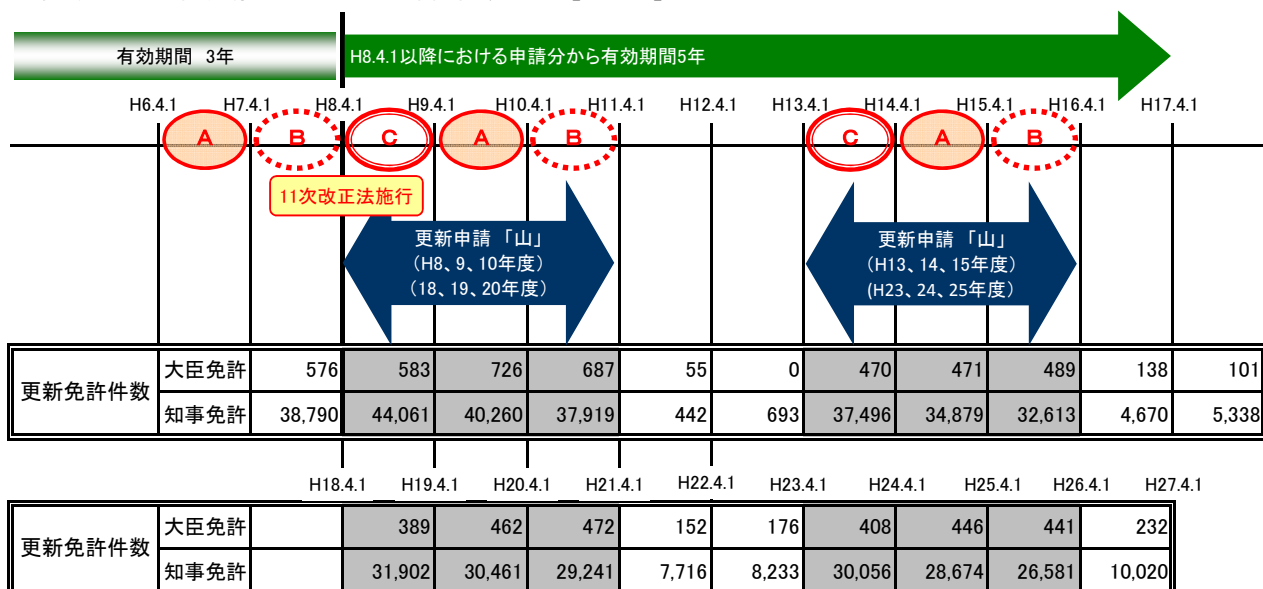 有効期間 3年
H8.4.1以降における申請分から有効期間5年
H6.4.1 H7.4.1 H8.4.1 H9.4.1 H10.4.1 H11.4.1 H12.4.1 H13.4.1 H14.4.1 H15.4.1 H16.4.1 H17.4.1
A B C A B C A B
11次改正法施行
更新申請「山」
（H8、9、10年度）
（18、19、20年度）
更新申請「山」
（H13、14、15年度）
(H23、24、25年度）
更新免許件数
大臣免許 576 583 726 687 55 0 470 471 489 138 101
知事免許 38,790 44,061 40,260 37,919 442 693 37,496 34,879 32,613 4,670 5,338
H18.4.1 H19.4.1 H20.4.1 H21.4.1 H22.4.1 H23.4.1 H24.4.1 H25.4.1 H26.4.1 H27.4.1
更新免許件数
大臣免許 389 462 472 152 176 408 446 441 232
知事免許 31,902 30,461 29,241 7,716 8,233 30,056 28,674 26,581 10,020